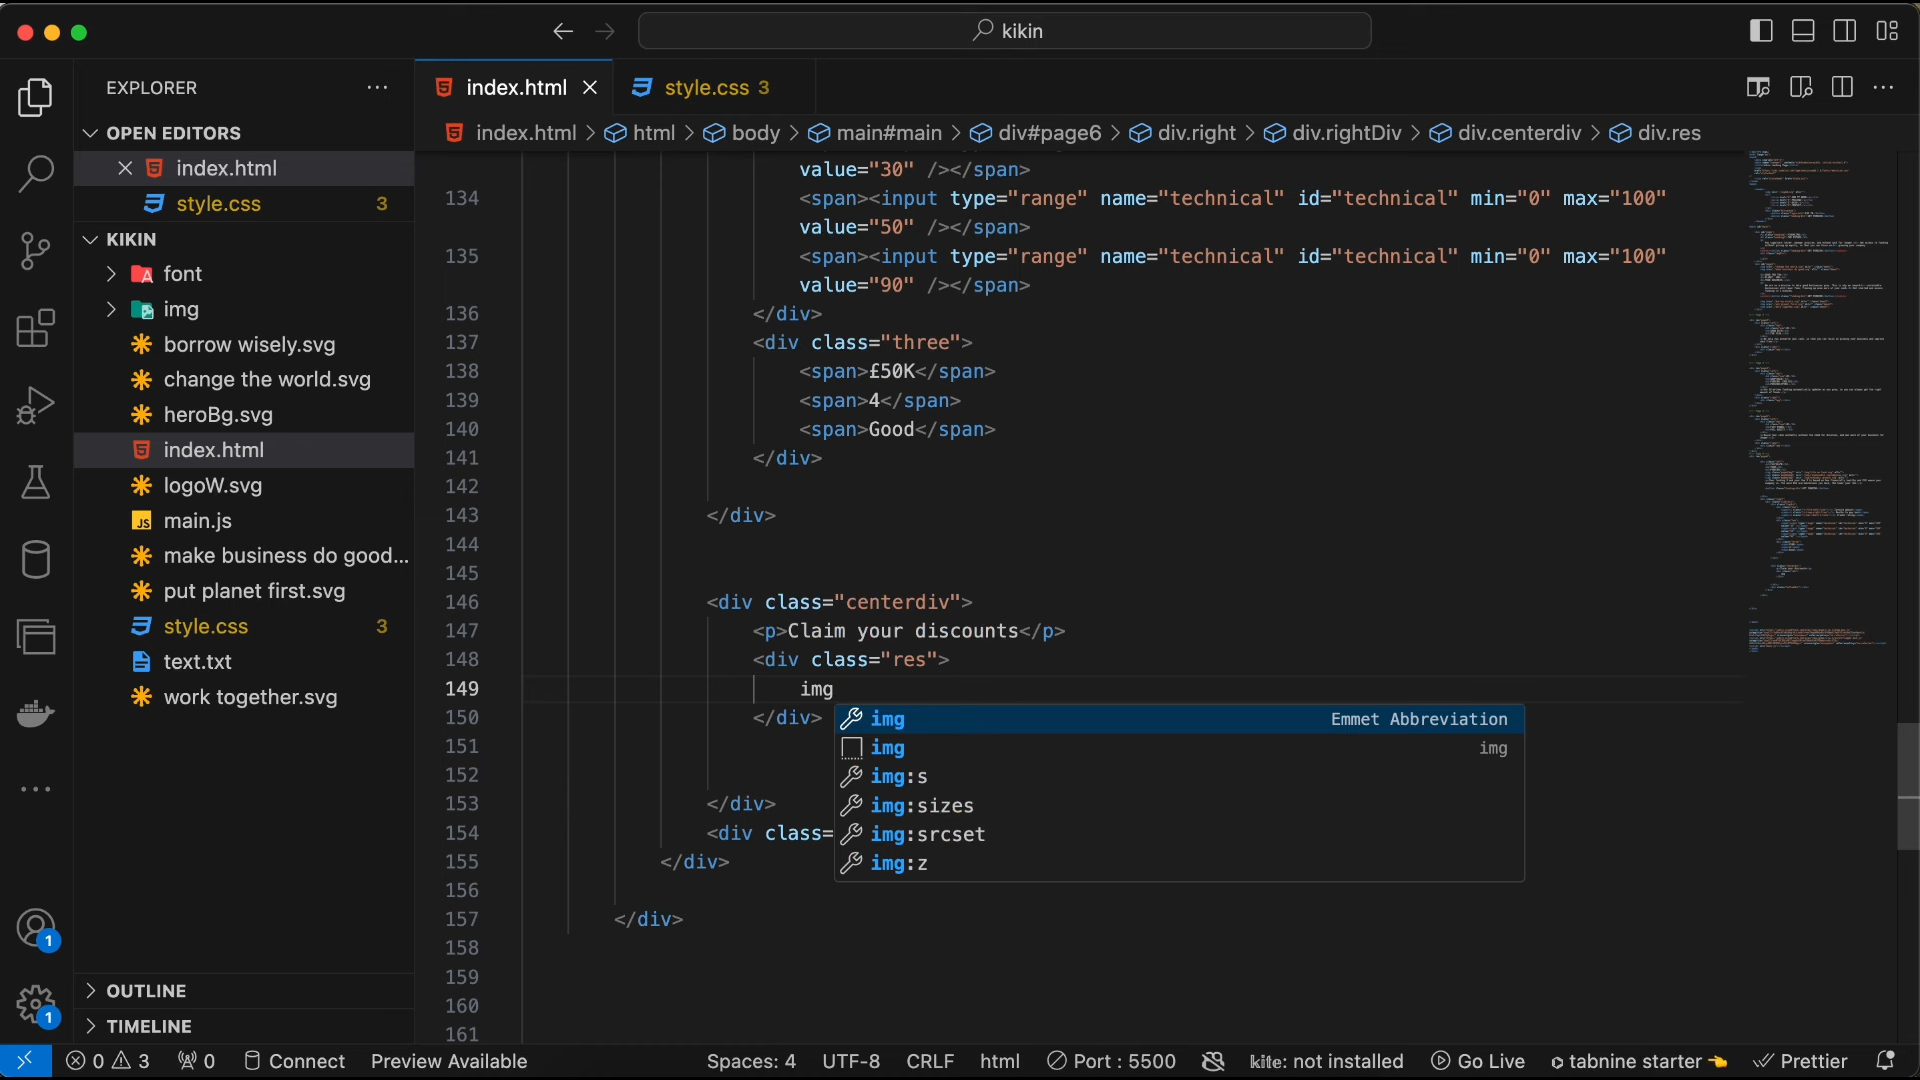 kikin
EXPLORER
OPEN EDITORS
index.html
style.css 3
KIKIN
font
img
borrow wisely.svg
change the world.svg
heroBg.svg
index.html
logoW.svg
JS main.js
make business do good...
put planet first.svg
style.css 3
text.txt
work together.svg
OUTLINE
TIMELINE
1
1
index.html
style.css 3
index.html > html > body > main#main > div#page6 > div.right > div.rightDiv > div.centerdiv > div.res
value="30" /></span>
134 <span><input type="range" name="technical" id="technical" min="0" max="100"
value="50" /></span>
135 <span><input type="range" name="technical" id="technical" min="0" max="100"
value="90" /></span>
136 </div>
137 <div class="three">
138 <span>£50K</span>
139 <span>4</span>
140 <span>Good</span>
141 </div>
142
143 </div>
144
145
146 <div class="centerdiv">
147 <p>Claim your discounts</p>
148 <div class="res">
149 img
150 </div>
151
152
153 </div>
154 <div class=
155 </div>
156
157 </div>
158
159
160
161
img Emmet Abbreviation
img img
img:s
img:sizes
img:srcset
img:z
0 3 0 Connect Preview Available Spaces: 4 UTF-8 CRLF html Port : 5500 kite: not installed Go Live tabnine starter Prettier